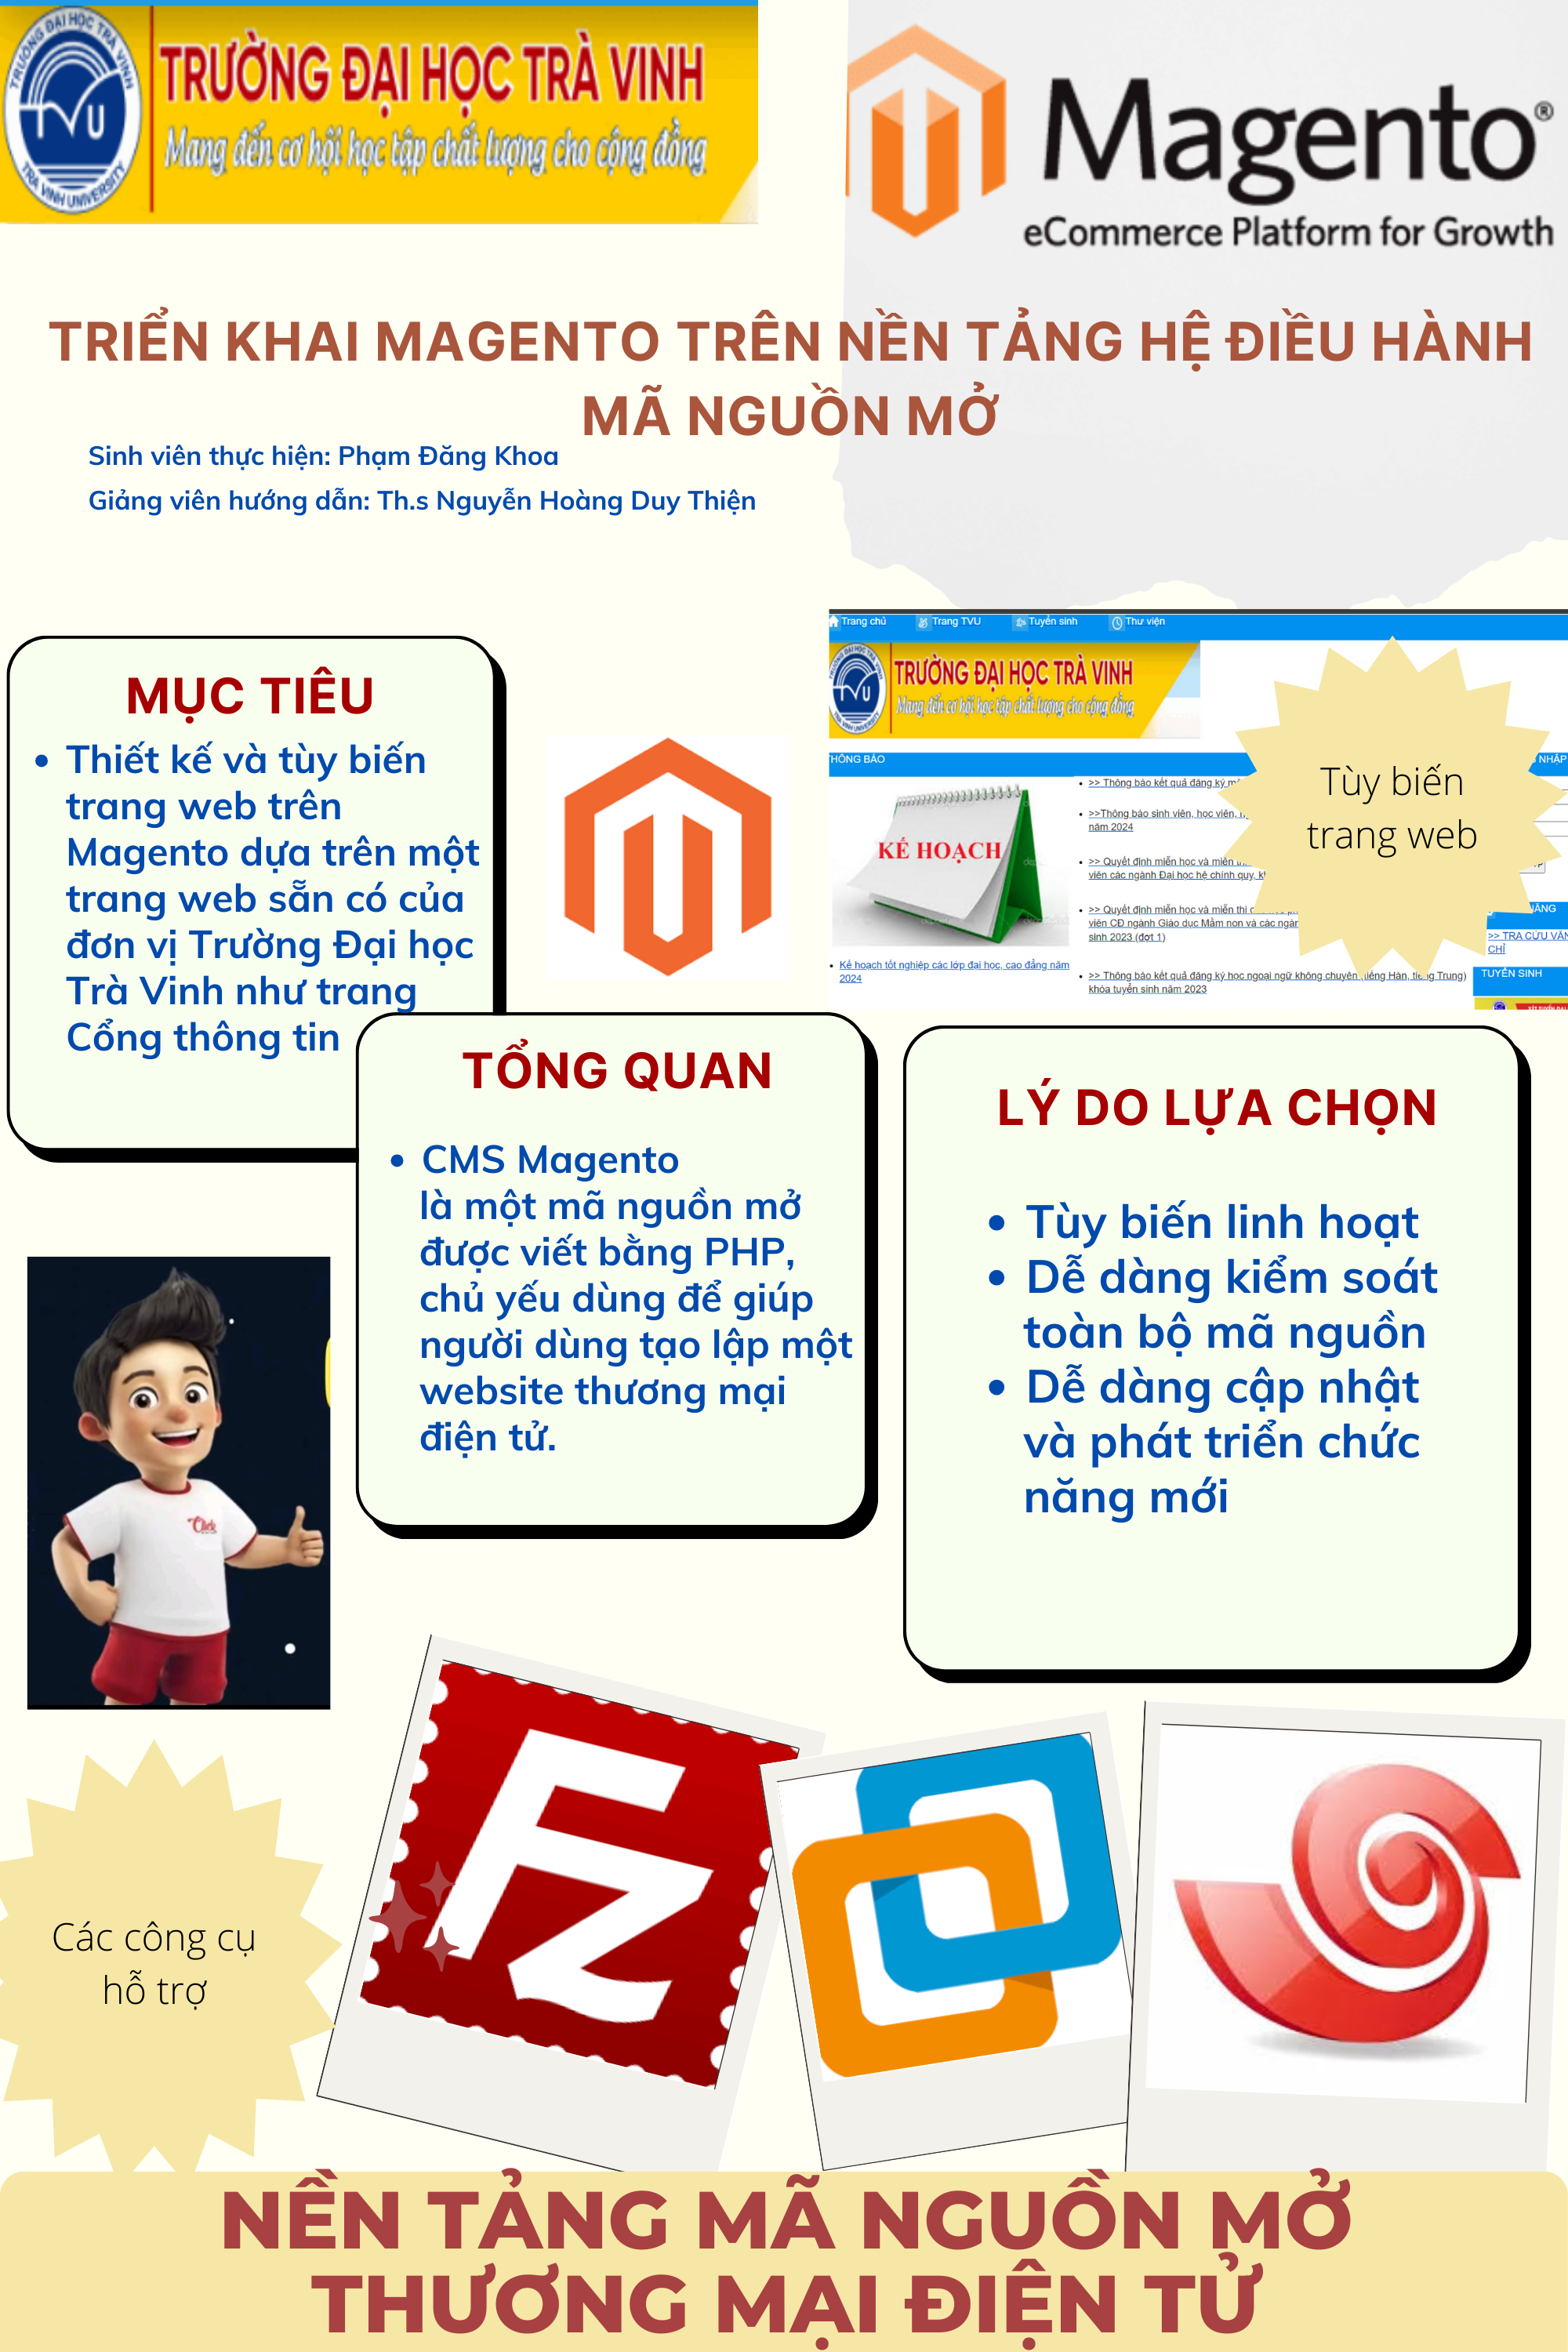 TRƯỜNG ĐẠI HỌC TRÀ VINH
TVU
TRÀ VINH UNIVERSITY
TRƯỜNG ĐẠI HỌC TRÀ VINH
Mang đến cơ hội học tập chất lượng cho cộng đồng
Magento®
eCommerce Platform for Growth
TRIỂN KHAI MAGENTO TRÊN NỀN TẢNG HỆ ĐIỀU HÀNH
MÃ NGUỒN MỞ
Sinh viên thực hiện: Phạm Đăng Khoa
Giảng viên hướng dẫn: Th.s Nguyễn Hoàng Duy Thiện
MỤC TIÊU
• Thiết kế và tùy biến
trang web trên
Magento dựa trên một
trang web sẵn có của
đơn vị Trường Đại học
Trà Vinh như trang
Cổng thông tin
Trang chủ Trang TVU Tuyển sinh Thư viện
TVU
TRƯỜNG ĐẠI HỌC TRÀ VINH
Mang đến cơ hội học tập chất lượng cho cộng đồng
THÔNG BÁO
NHẬP
KẾ HOẠCH
• Kế hoạch tốt nghiệp các lớp đại học, cao đẳng năm
2024
• >> Thông báo kết quả đăng ký
• >>Thông báo sinh viên, học viên,
năm 2024
• >> Quyết định miễn học và miễn
viên các ngành Đại học hệ chính quy,
• >> Quyết định miễn học và miễn thi
viên CĐ ngành Giáo dục Mầm non và các
sinh 2023 (đợt 1)
• >> Thông báo kết quả đăng ký học ngoại ngữ không chuyên (tiếng Hàn, tiếng Trung)
khóa tuyển sinh năm 2023
Tùy biến
trang web
>> TRA CỨU VĂN
CHỈ
TUYỂN SINH
TỔNG QUAN
• CMS Magento
là một mã nguồn mở
được viết bằng PHP,
chủ yếu dùng để giúp
người dùng tạo lập một
website thương mại
điện tử.
LÝ DO LỰA CHỌN
• Tùy biến linh hoạt
• Dễ dàng kiểm soát
toàn bộ mã nguồn
• Dễ dàng cập nhật
và phát triển chức
năng mới
Click
Các công cụ
hỗ trợ
Fz
NỀN TẢNG MÃ NGUỒN MỞ
THƯƠNG MẠI ĐIỆN TỬ